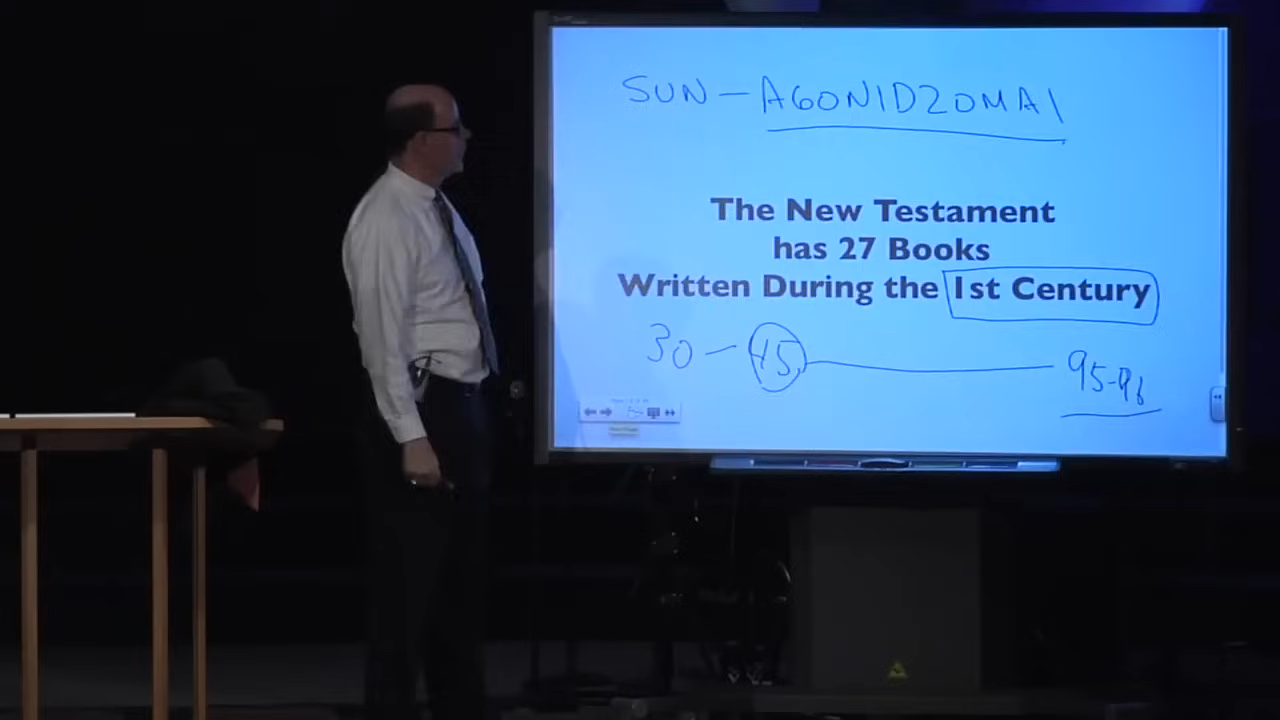 SUN - AGONIDZOMAI
The New Testament
has 27 Books
Written During the 1st Century
30 - 45 - 95-96